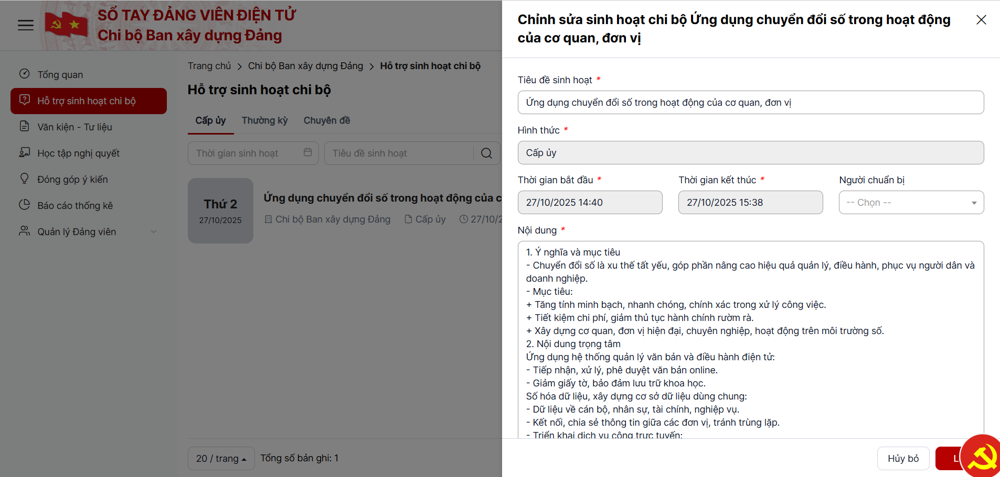 SỔ TAY ĐẢNG VIÊN ĐIỆN TỬ
Chi bộ Ban xây dựng Đảng
Tổng quan
Hỗ trợ sinh hoạt chi bộ
Văn kiện - Tư liệu
Học tập nghị quyết
Đóng góp ý kiến
Báo cáo thống kê
Quản lý Đảng viên
Trang chủ > Chi bộ Ban xây dựng Đảng > Hỗ trợ sinh hoạt chi bộ
Hỗ trợ sinh hoạt chi bộ
Cấp ủy Thường kỳ Chuyên đề
Thời gian sinh hoạt Tiêu đề sinh hoạt
Thứ 2
27/10/2025
Ứng dụng chuyển đổi số trong hoạt động của c
Chi bộ Ban xây dựng Đảng Cấp ủy 27/10/2
20 / trang Tổng số bản ghi: 1
Chỉnh sửa sinh hoạt chi bộ Ứng dụng chuyển đổi số trong hoạt động
của cơ quan, đơn vị
Tiêu đề sinh hoạt *
Ứng dụng chuyển đổi số trong hoạt động của cơ quan, đơn vị
Hình thức *
Cấp ủy
Thời gian bắt đầu * Thời gian kết thúc * Người chuẩn bị
27/10/2025 14:40 27/10/2025 15:38 -- Chọn --
Nội dung *
1. Ý nghĩa và mục tiêu
- Chuyển đổi số là xu thế tất yếu, góp phần nâng cao hiệu quả quản lý, điều hành, phục vụ người dân và
doanh nghiệp.
- Mục tiêu:
+ Tăng tính minh bạch, nhanh chóng, chính xác trong xử lý công việc.
+ Tiết kiệm chi phí, giảm thủ tục hành chính rườm rà.
+ Xây dựng cơ quan, đơn vị hiện đại, chuyên nghiệp, hoạt động trên môi trường số.
2. Nội dung trọng tâm
Ứng dụng hệ thống quản lý văn bản và điều hành điện tử:
- Tiếp nhận, xử lý, phê duyệt văn bản online.
- Giảm giấy tờ, bảo đảm lưu trữ khoa học.
Số hóa dữ liệu, xây dựng cơ sở dữ liệu dùng chung:
- Dữ liệu về cán bộ, nhân sự, tài chính, nghiệp vụ.
- Kết nối, chia sẻ thông tin giữa các đơn vị, tránh trùng lặp.
- Triển khai dịch vụ công trực tuyến:
Hủy bỏ L